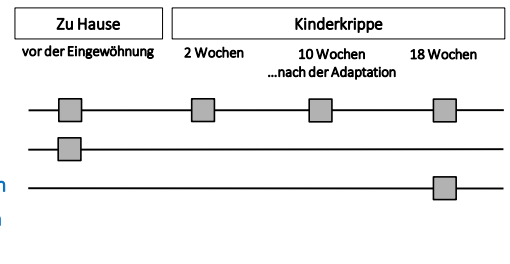 Zu Hause
Kinderkrippe
vor der Eingewöhnung
2 Wochen
10 Wochen
18 Wochen
...nach der Adaptation